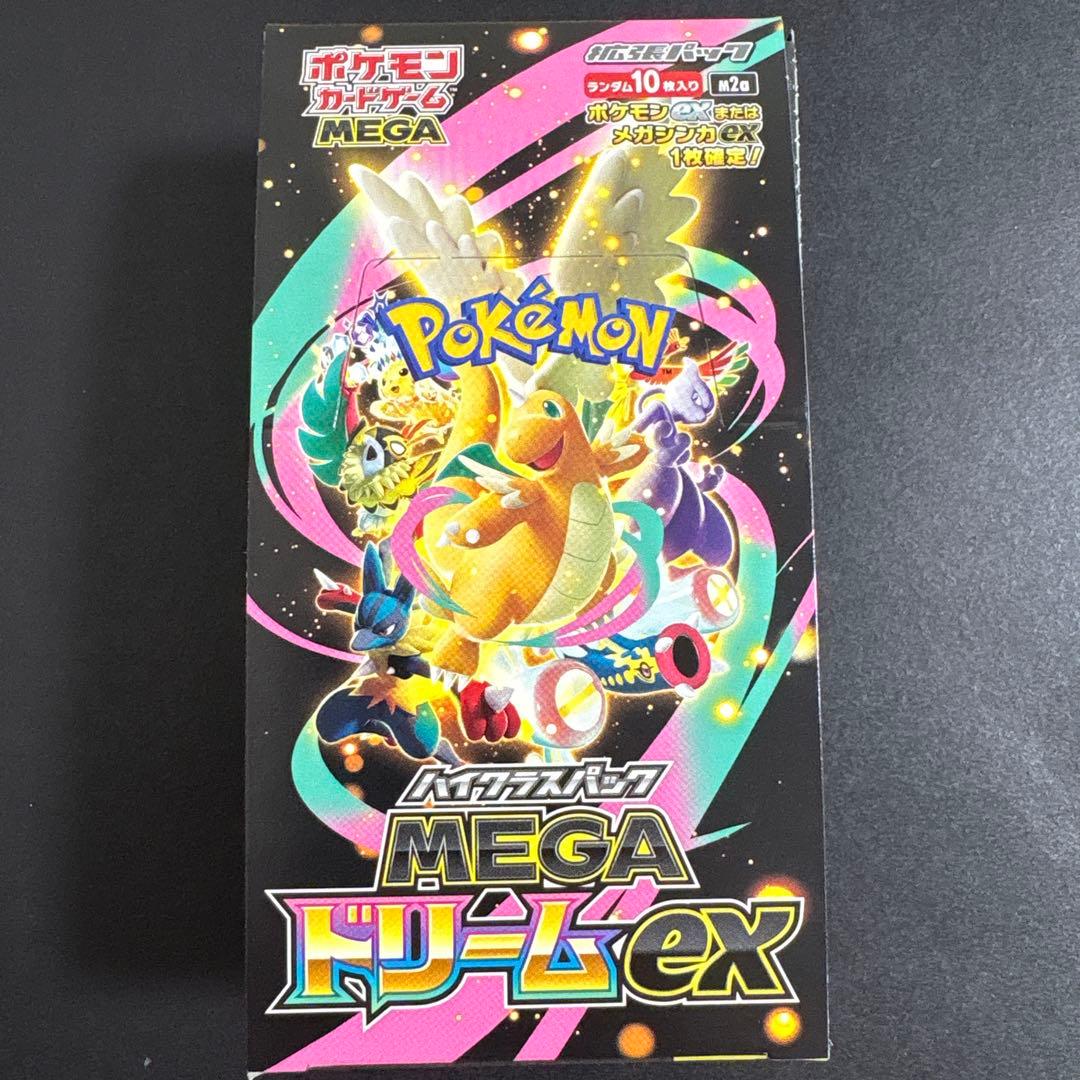 ポケモン
カードゲーム™
MEGA
拡張パック
ランダム10枚入り M2a
ポケモンexまたは
メガシンカex
1枚確定!
POKéMON
TM
ハイクラスパック
MEGA
ドリームex